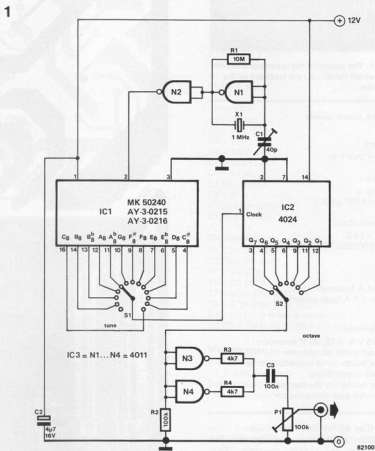 1
12V
R1
10M
N2
N1
X1
1 MHz
C1
40p
1
2
3
2
7
14
MK 50240
AY-3-0215
AY-3-0216
IC1
C8 B8 Bb8 A8 Ab8 G8 F#8 F8 E8 Eb8 D8 C#8
16 14 13 12 11 10 9 8 7 6 5 4
S1
tone
1
Clock
IC2
4024
Q7 Q6 Q5 Q4 Q3 Q2 Q1
3 4 5 6 9 11 12
S2
octave
IC3 = N1 ... N4 = 4011
N3
N4
R3
4k7
R4
4k7
C3
100n
C2
4µ7
16V
R2
100k
P1
100k
0
82100